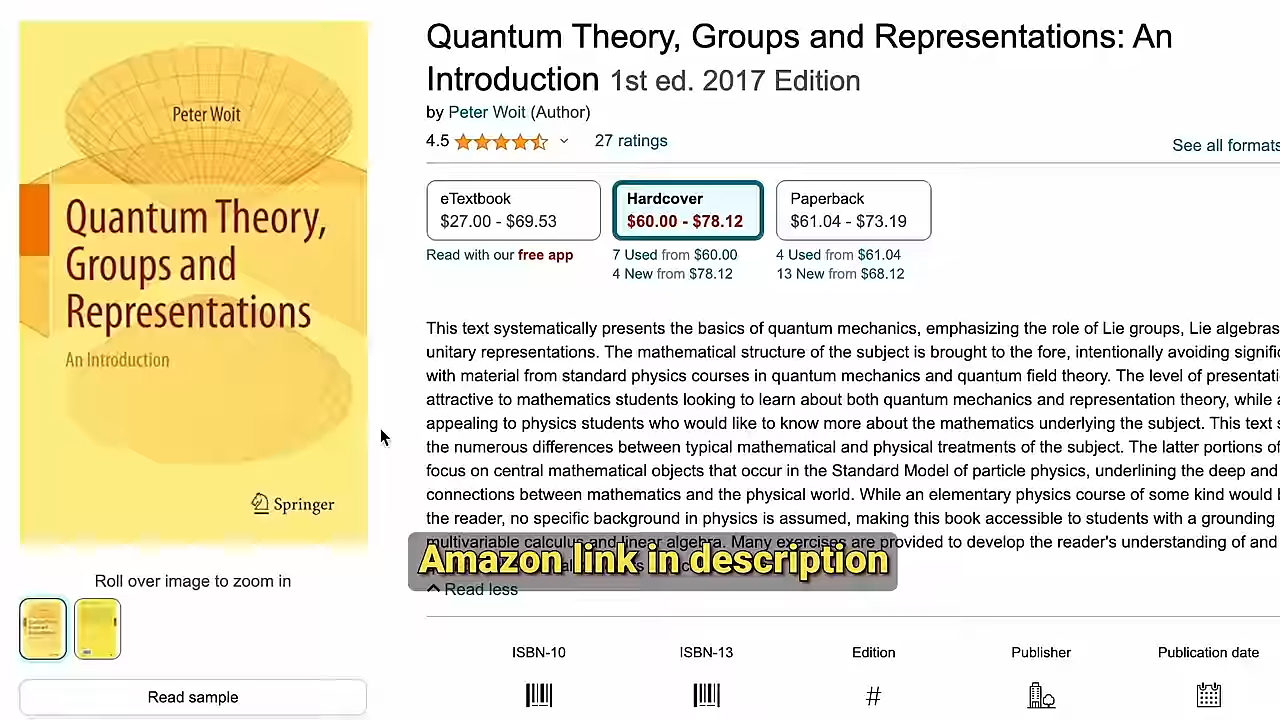 Peter Woit
Quantum Theory,
Groups and
Representations
An Introduction
Springer
Roll over image to zoom in
Read sample
Quantum Theory, Groups and Representations: An
Introduction 1st ed. 2017 Edition
by Peter Woit (Author)
4.5 27 ratings
See all formats
eTextbook
$27.00 - $69.53
Read with our free app
Hardcover
$60.00 - $78.12
7 Used from $60.00
4 New from $78.12
Paperback
$61.04 - $73.19
4 Used from $61.04
13 New from $68.12
This text systematically presents the basics of quantum mechanics, emphasizing the role of Lie groups, Lie algebras
unitary representations. The mathematical structure of the subject is brought to the fore, intentionally avoiding
with material from standard physics courses in quantum mechanics and quantum field theory. The level of
attractive to mathematics students looking to learn about both quantum mechanics and representation theory, while
appealing to physics students who would like to know more about the mathematics underlying the subject. This text
the numerous differences between typical mathematical and physical treatments of the subject. The latter portions of
focus on central mathematical objects that occur in the Standard Model of particle physics, underlining the deep and
connections between mathematics and the physical world. While an elementary physics course of some kind would
the reader, no specific background in physics is assumed, making this book accessible to students with a grounding
multivariable calculus and linear algebra. Many exercises are provided to develop the reader's understanding of and
Amazon link in description
Read less
ISBN-10
ISBN-13
Edition
#
Publisher
Publication date